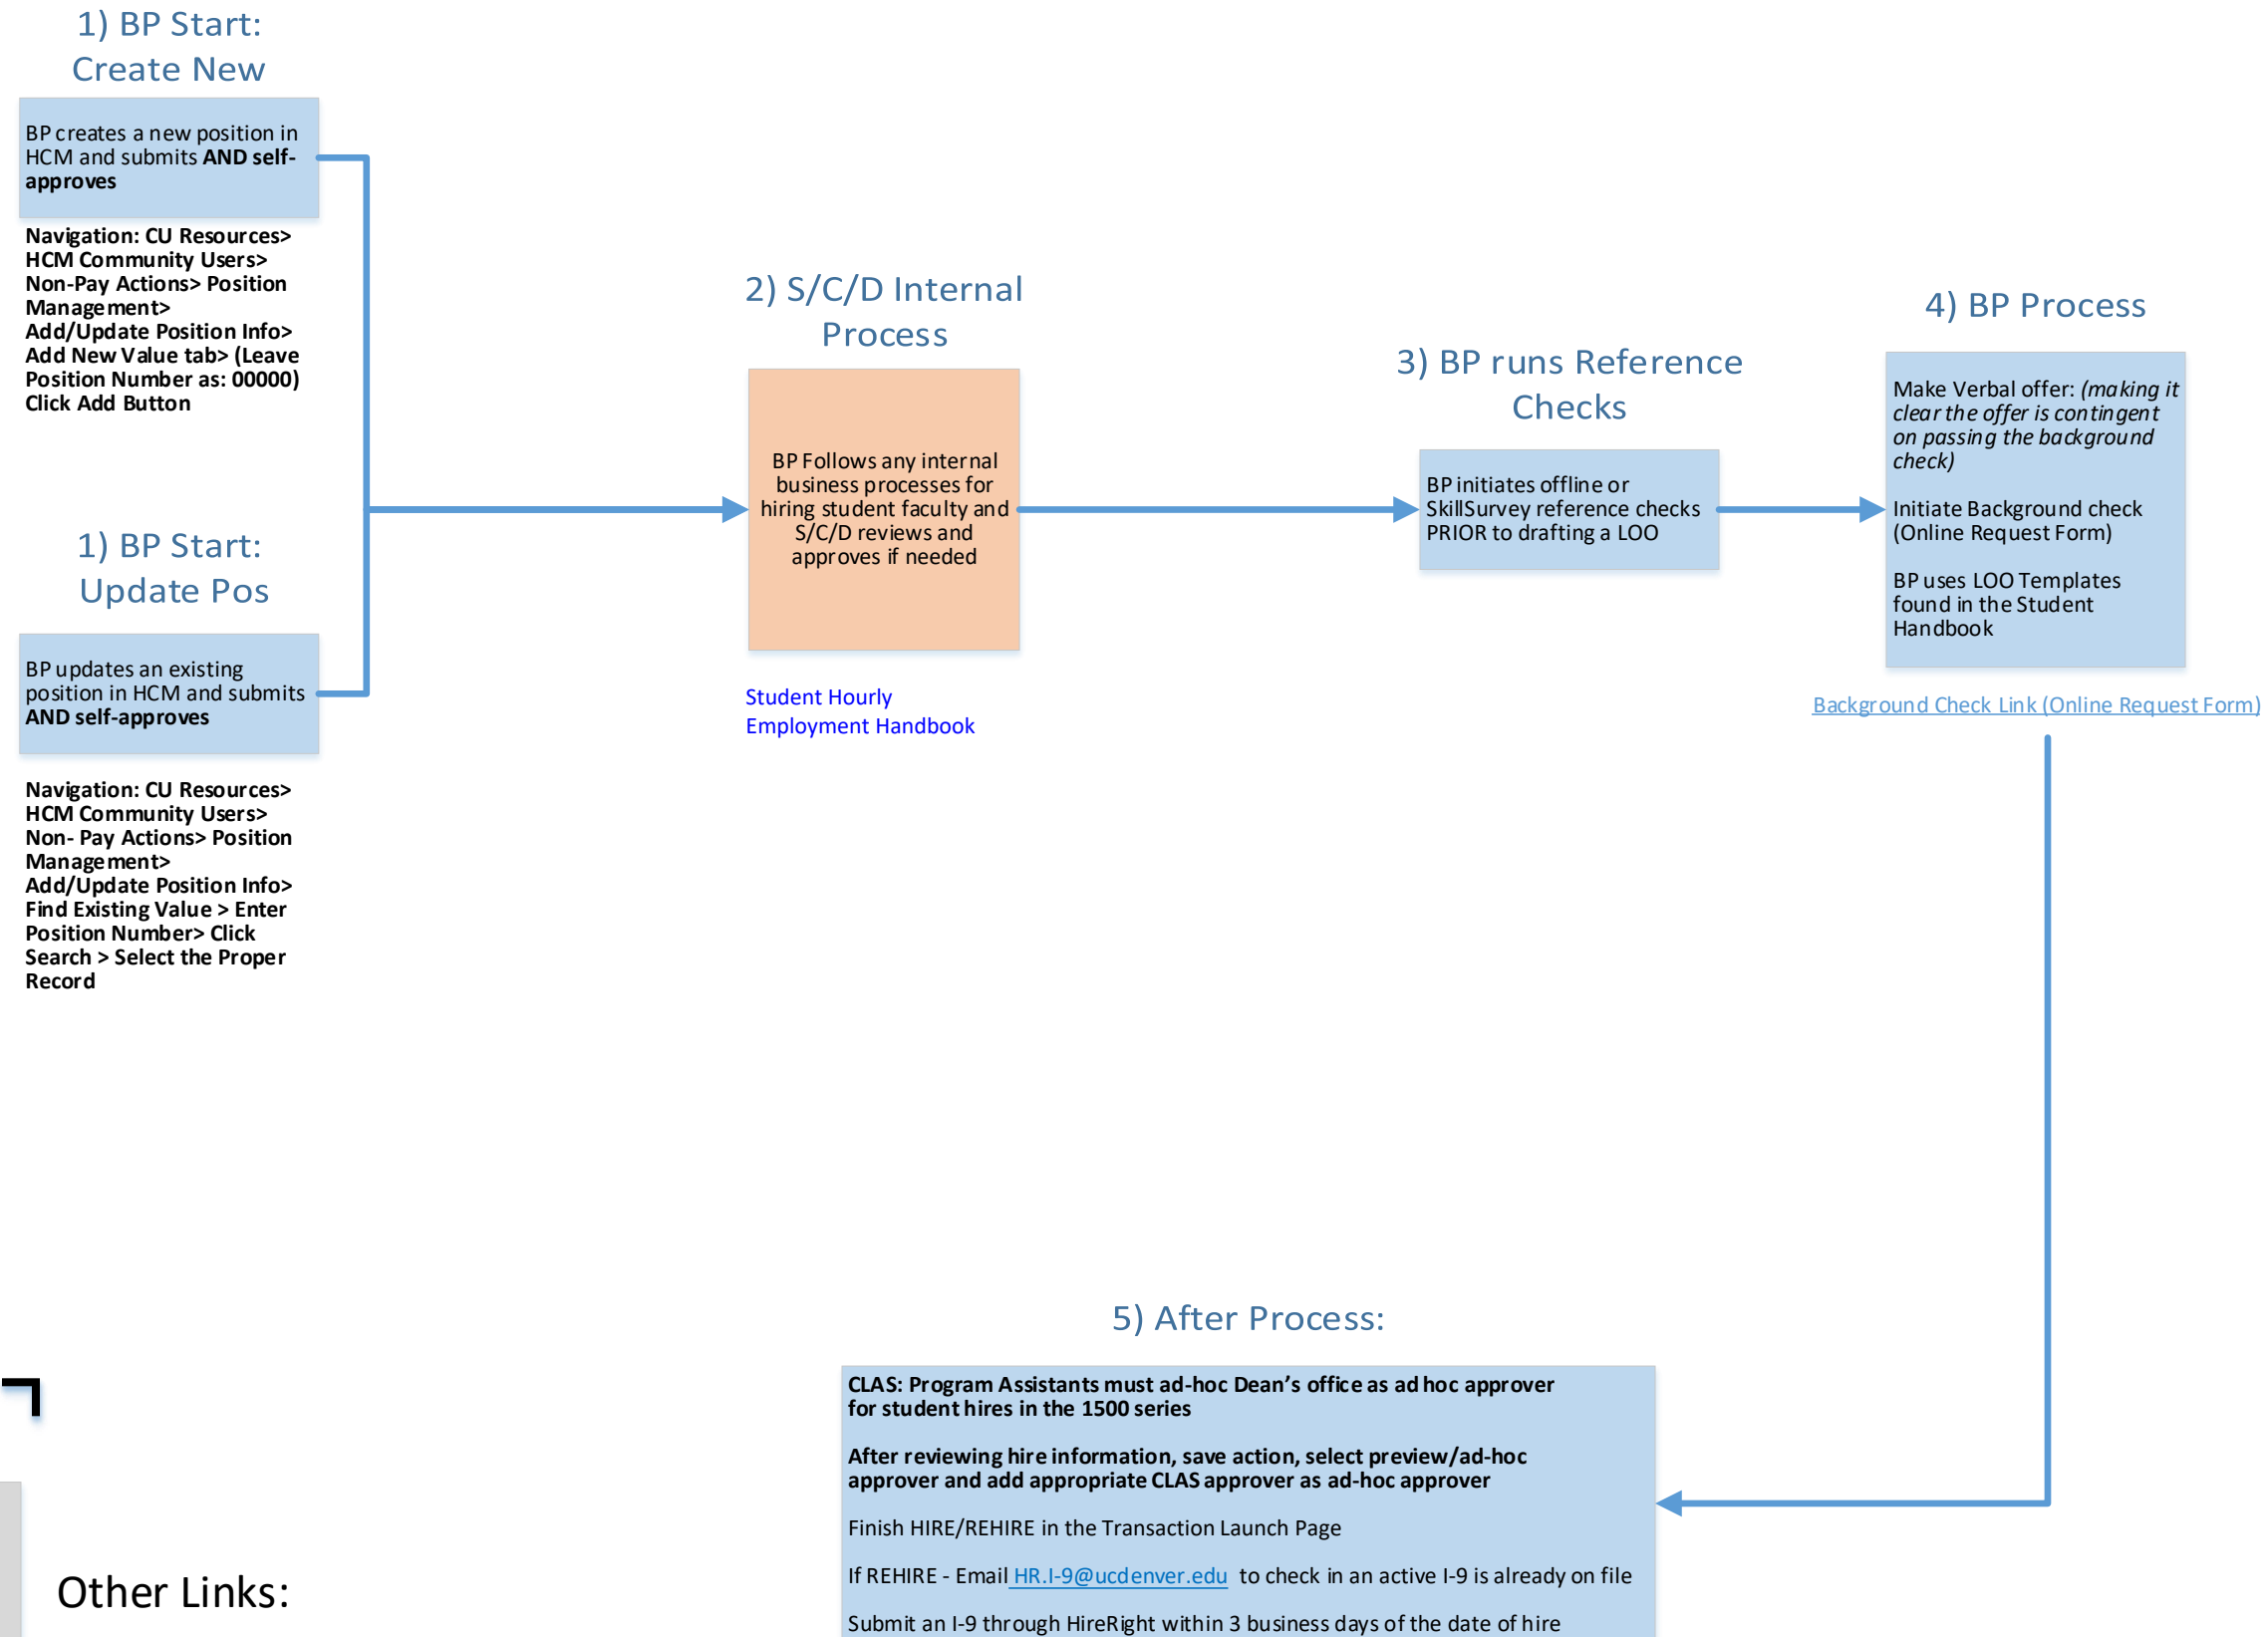 1) BP Start:
Create New
BP creates a new position in
HCM and submits AND self-
approves
Navigation: CU Resources>
HCM Community Users>
Non-Pay Actions> Position
Management>
Add/Update Position Info>
Add New Value tab> (Leave
Position Number as: 00000)
Click Add Button
1) BP Start:
Update Pos
BP updates an existing
position in HCM and submits
AND self-approves
Navigation: CU Resources>
HCM Community Users>
Non- Pay Actions> Position
Management>
Add/Update Position Info>
Find Existing Value > Enter
Position Number> Click
Search > Select the Proper
Record
2) S/C/D Internal
Process
BP Follows any internal
business processes for
hiring student faculty and
S/C/D reviews and
approves if needed
Student Hourly
Employment Handbook
3) BP runs Reference
Checks
BP initiates offline or
SkillSurvey reference checks
PRIOR to drafting a LOO
4) BP Process
Make Verbal offer: (making it
clear the offer is contingent
on passing the background
check)
Initiate Background check
(Online Request Form)
BP uses LOO Templates
found in the Student
Handbook
Background Check Link (Online Request Form)
5) After Process:
CLAS: Program Assistants must ad-hoc Dean's office as ad hoc approver
for student hires in the 1500 series
After reviewing hire information, save action, select preview/ad-hoc
approver and add appropriate CLAS approver as ad-hoc approver
Finish HIRE/REHIRE in the Transaction Launch Page
If REHIRE - Email HR.I-9@ucdenver.edu to check in an active I-9 is already on file
Submit an I-9 through HireRight within 3 business days of the date of hire
Other Links: